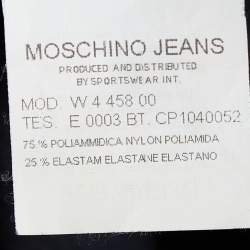 MOSCHINO JEANS
PRODUCED AND DISTRIBUTED
BY SPORTSWEAR INT.
MOD. W 4 458 00
TES. E 0003 BT. CP1040052
75 % POLIAMMIDICA NYLON POLIAMIDA
25 % ELASTAM ELASTANE ELASTANO